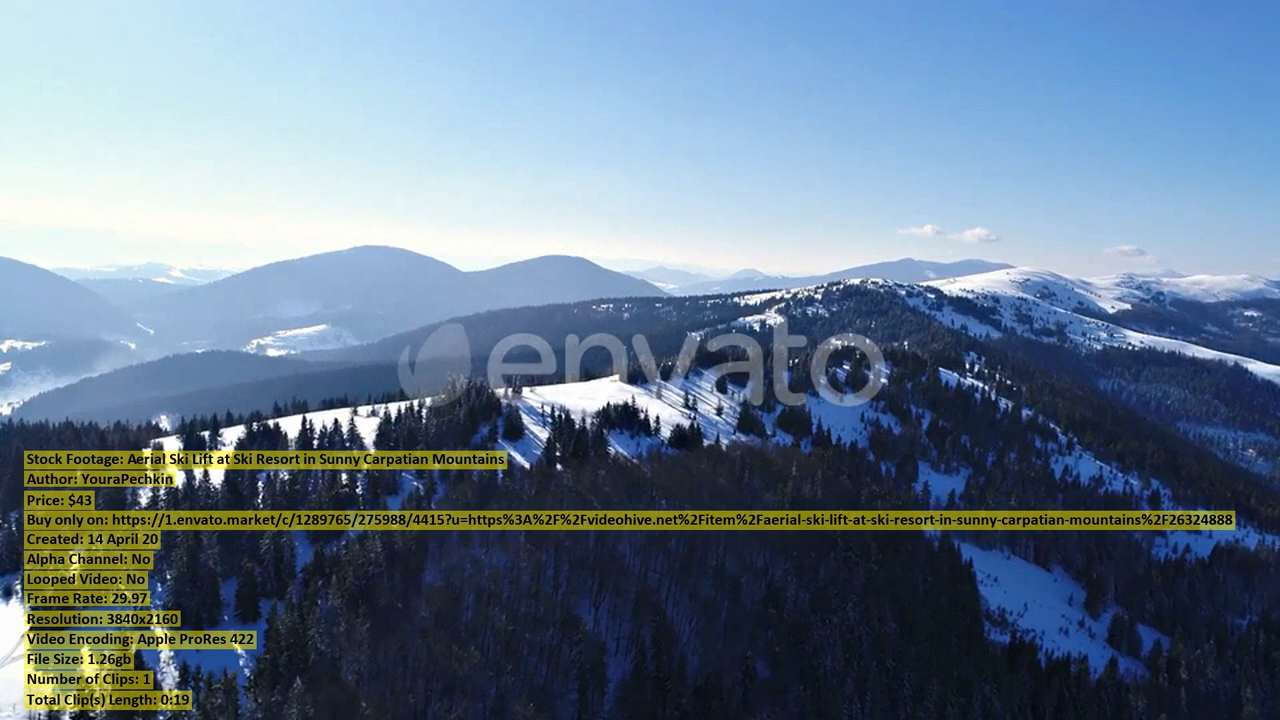 envato
Stock Footage: Aerial Ski Lift at Ski Resort in Sunny Carpatian Mountains
Author: YouraPechkin
Price: $43
Buy only on: https://1.envato.market/c/1289765/275988/4415?u=https%3A%2F%2Fvideohive.net%2Fitem%2Faerial-ski-lift-at-ski-resort-in-sunny-carpatian-mountains%2F26324888
Created: 14 April 20
Alpha Channel: No
Looped Video: No
Frame Rate: 29.97
Resolution: 3840x2160
Video Encoding: Apple ProRes 422
File Size: 1.26gb
Number of Clips: 1
Total Clip(s) Length: 0:19